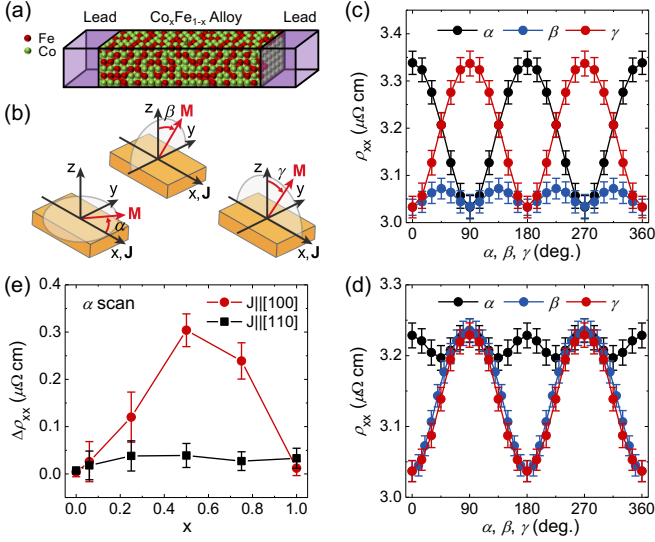 (a)
Lead
CoxFe1-x Alloy
Lead
Fe
Co
(b)
z
β
M
y
x, J
z
y
M
α
x, J
z
γ
M
y
x, J
(c)
α
β
γ
3.4
3.3
3.2
3.1
3.0
ρxx (μΩ cm)
0
90
180
270
360
α, β, γ (deg.)
(e)
α scan
J||[100]
J||[110]
0.4
0.3
0.2
0.1
0.0
Δρxx (μΩ cm)
0.0
0.2
0.4
0.6
0.8
1.0
x
(d)
α
β
γ
3.3
3.2
3.1
3.0
ρxx (μΩ cm)
0
90
180
270
360
α, β, γ (deg.)